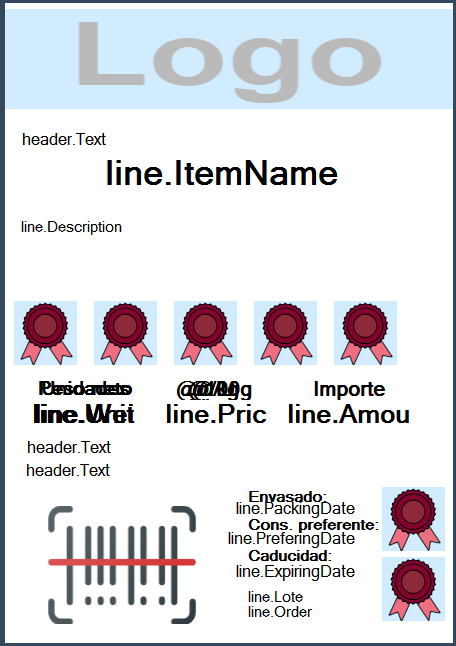 Logo
header.Text
line.ItemName
line.Description
Importe
line.Pric line.Amou
header.Text
header.Text
Envasado:
line.PackingDate
Cons. preferente:
line.PreferingDate
Caducidad:
line.ExpiringDate
line.Lote
line.Order